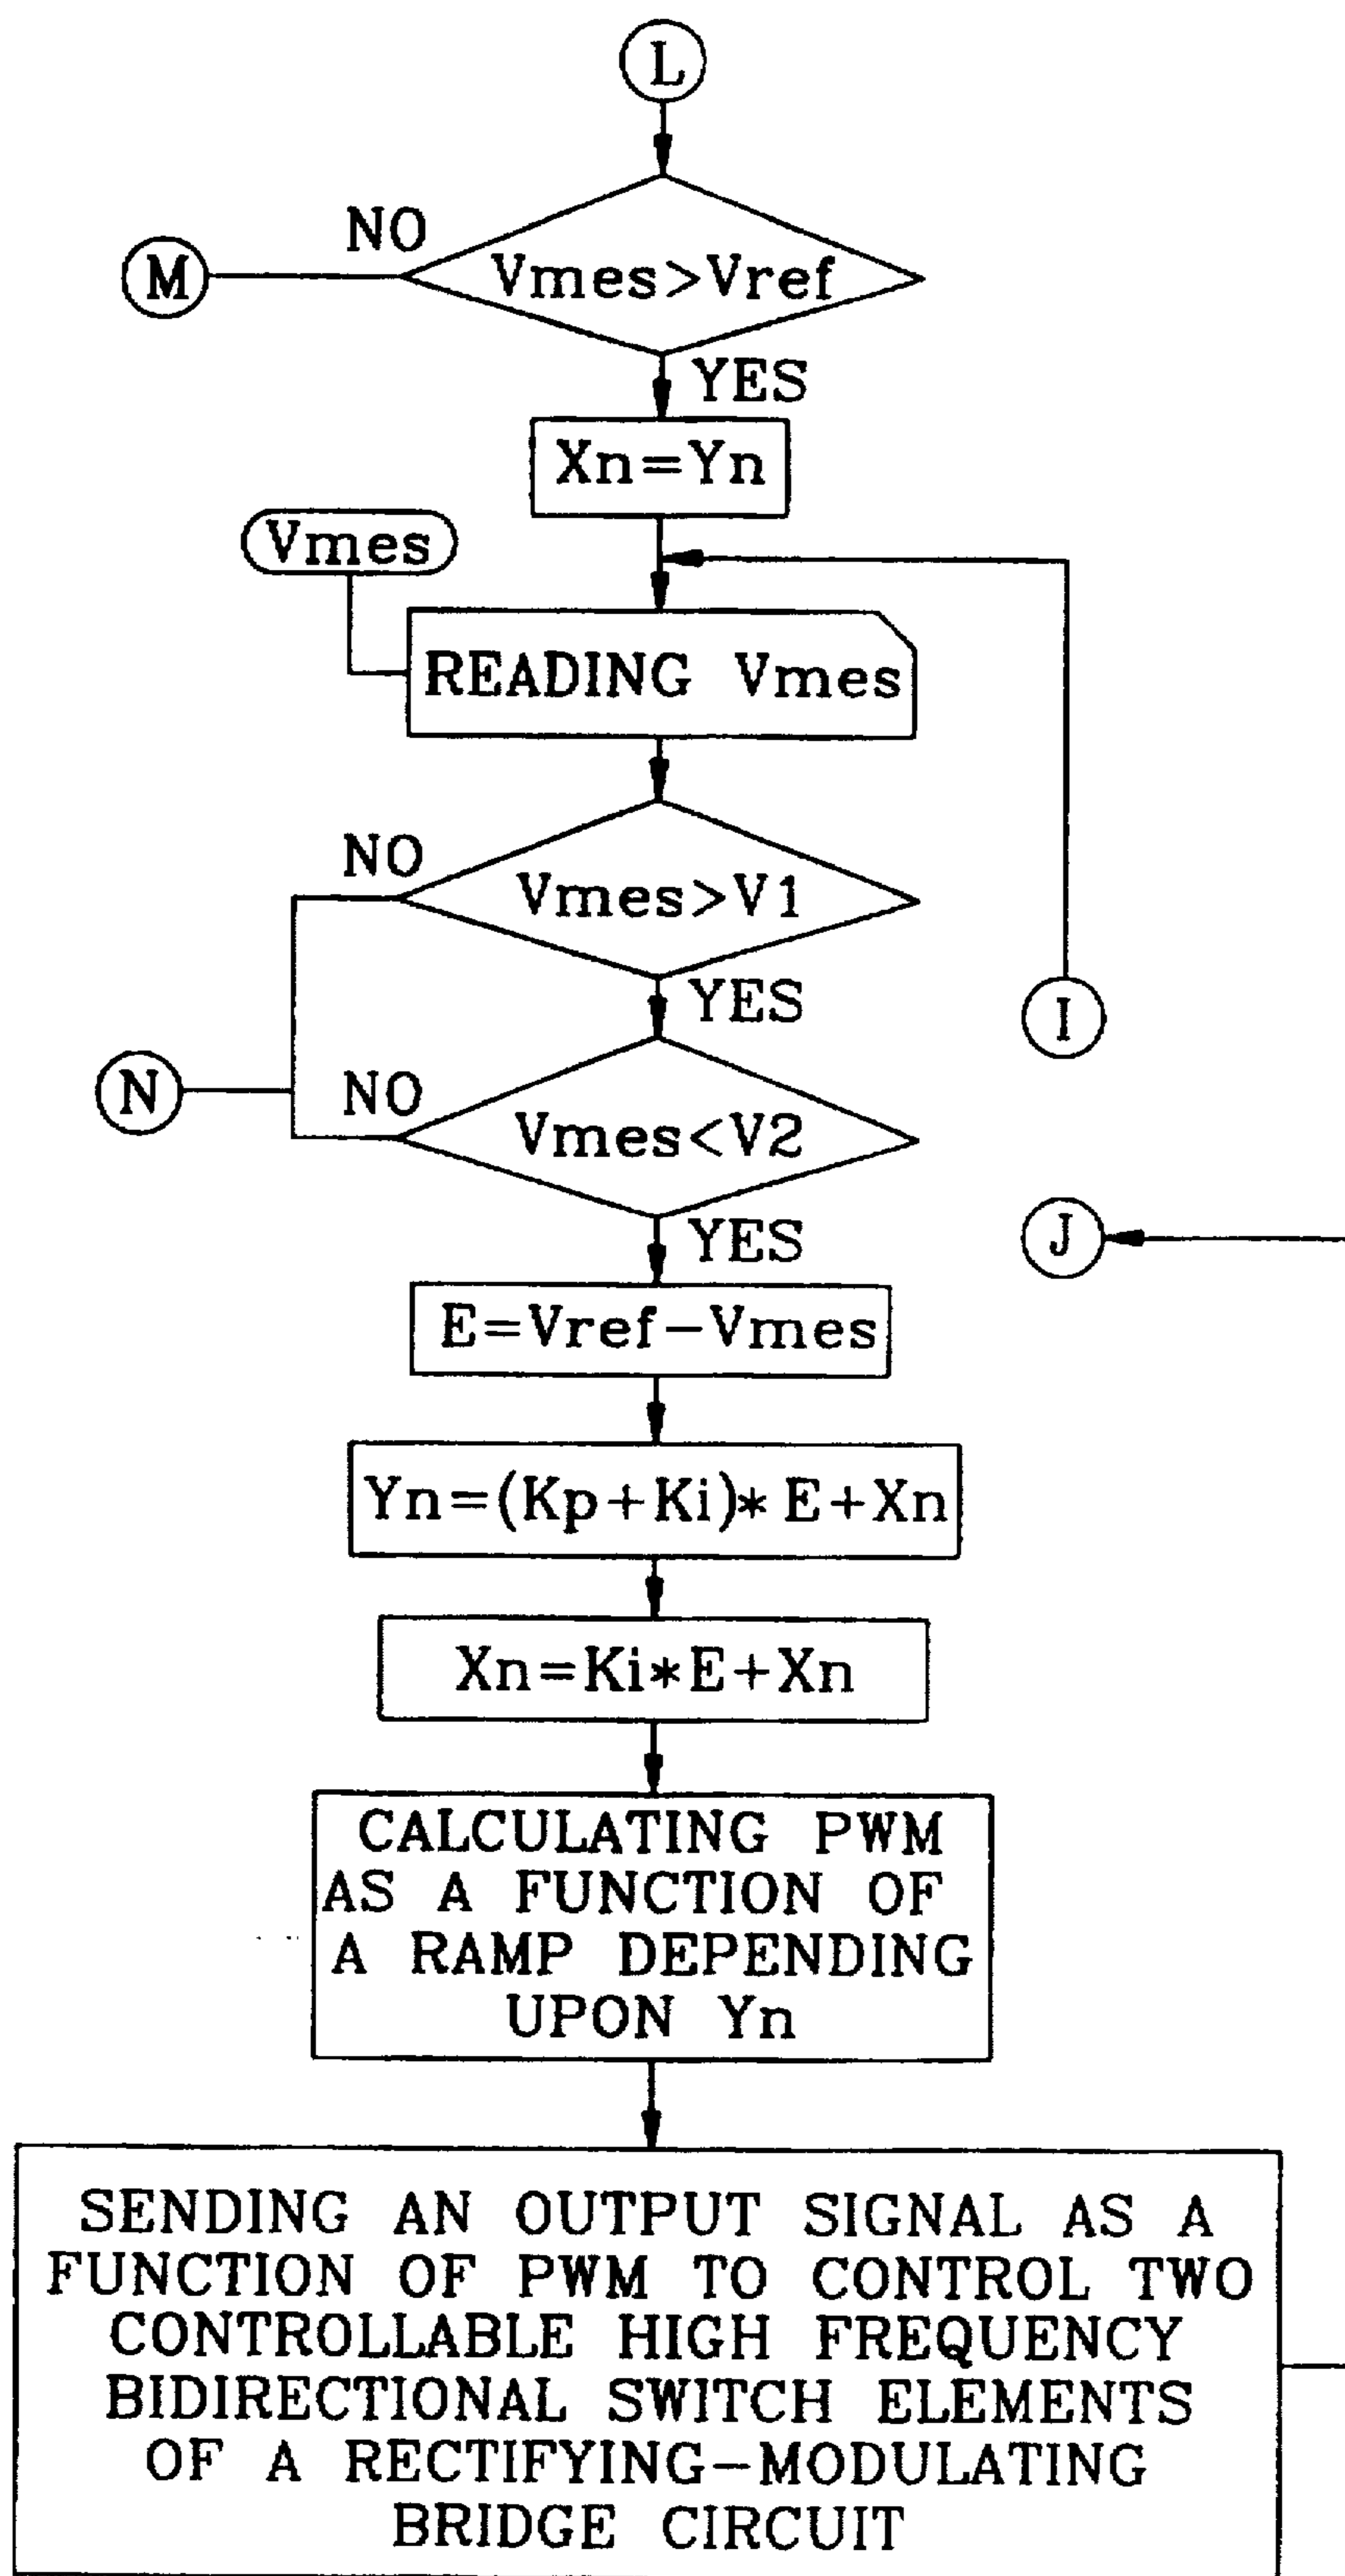 L
NO
M
Vmes>Vref
YES
Xn=Yn
Vmes
READING Vmes
NO
Vmes>V1
YES
I
N
NO
Vmes<V2
YES
J
E=Vref-Vmes
Yn=(Kp+Ki)*E+Xn
Xn=Ki*E+Xn
CALCULATING PWM
AS A FUNCTION OF
A RAMP DEPENDING
UPON Yn
SENDING AN OUTPUT SIGNAL AS A
FUNCTION OF PWM TO CONTROL TWO
CONTROLLABLE HIGH FREQUENCY
BIDIRECTIONAL SWITCH ELEMENTS
OF A RECTIFYING-MODULATING
BRIDGE CIRCUIT